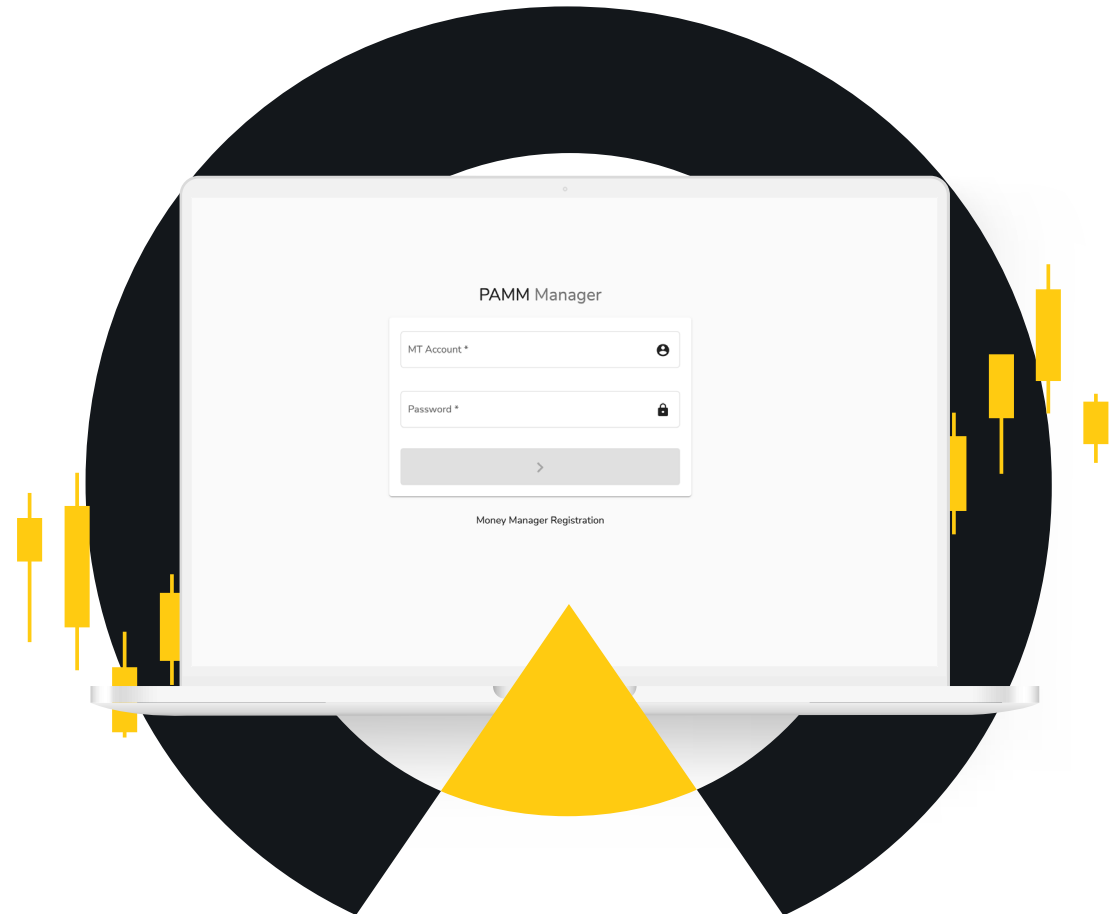 PAMM Manager
MT Account *
Password *
Money Manager Registration